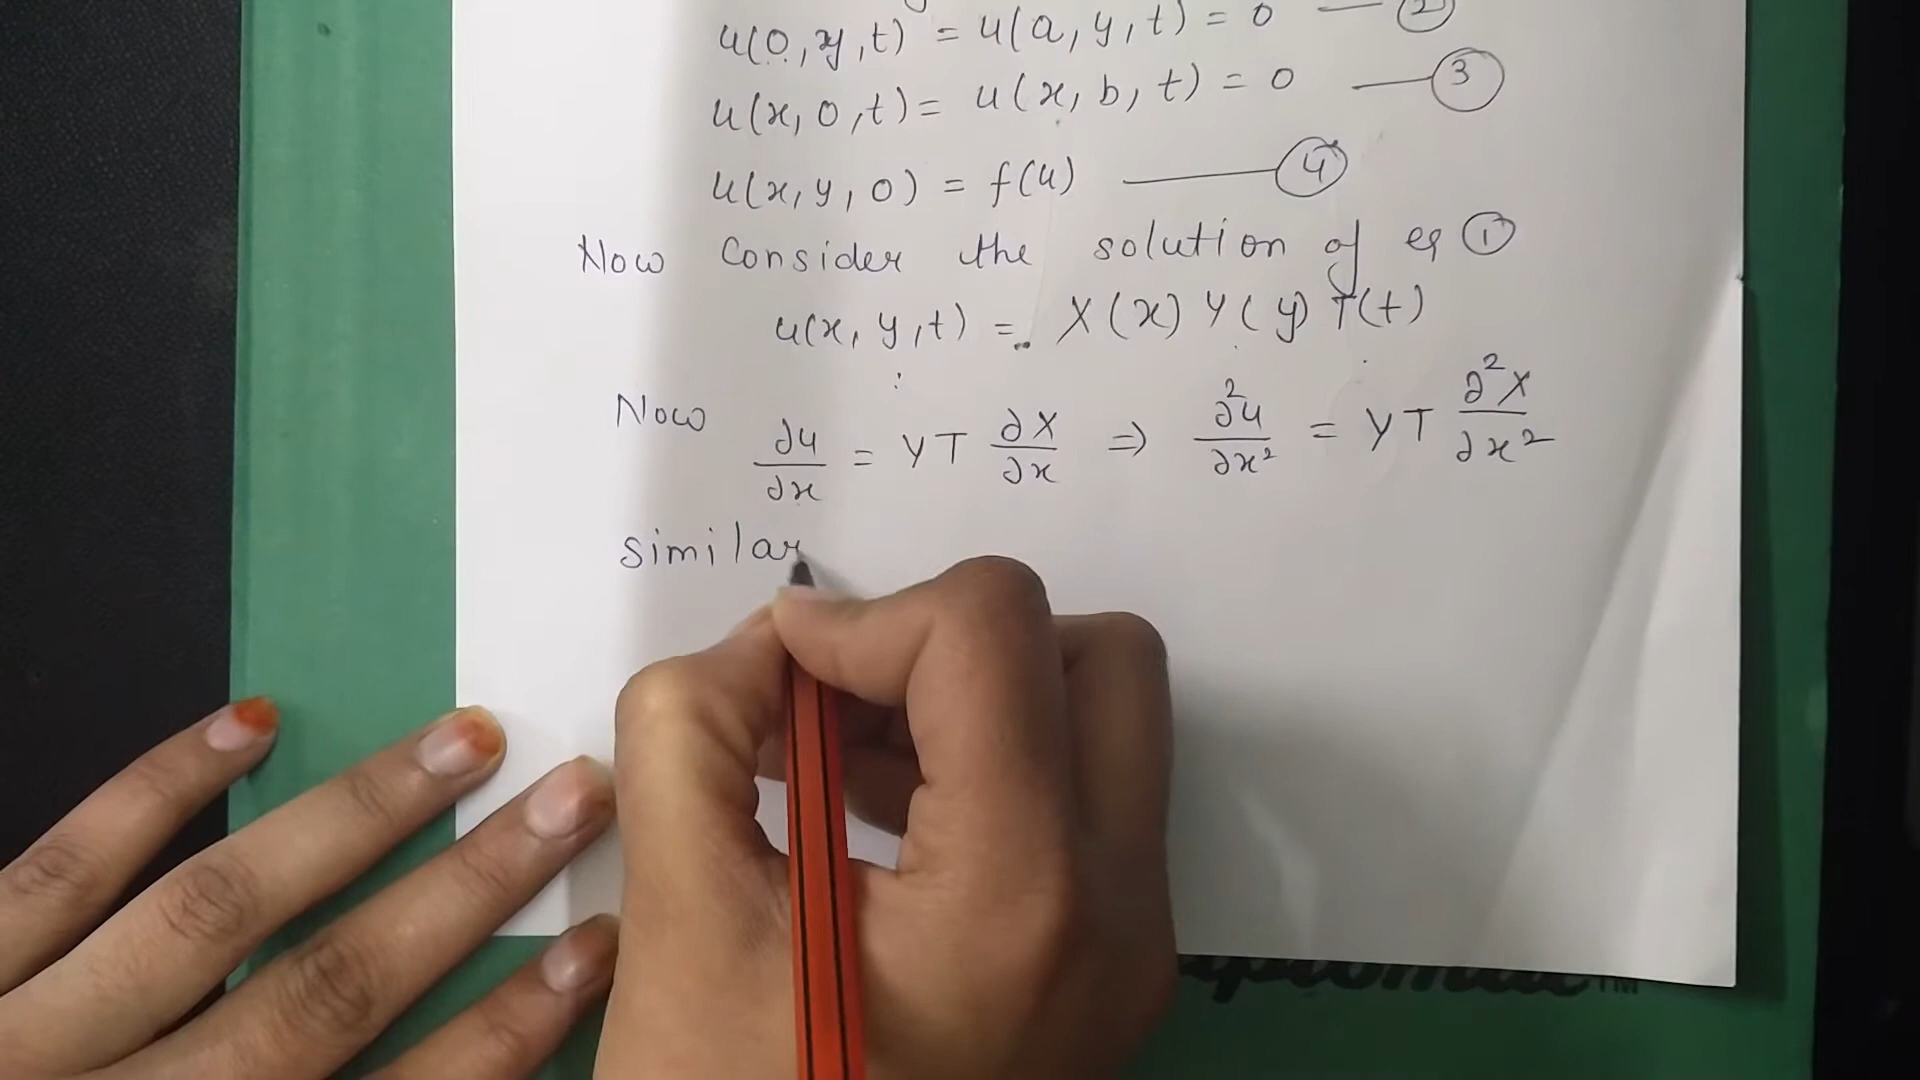 u(0,y,t) = u(a,y,t) = 0 — ②
u(x,0,t) = u(x,b,t) = 0 — ③
u(x,y,0) = f(u) — ④
Now Consider the solution of eq ①
u(x,y,t) = X(x) Y(y) T(t)
Now ∂u/∂x = YT ∂X/∂x ⇒ ∂²u/∂x² = YT ∂²X/∂x²
similar